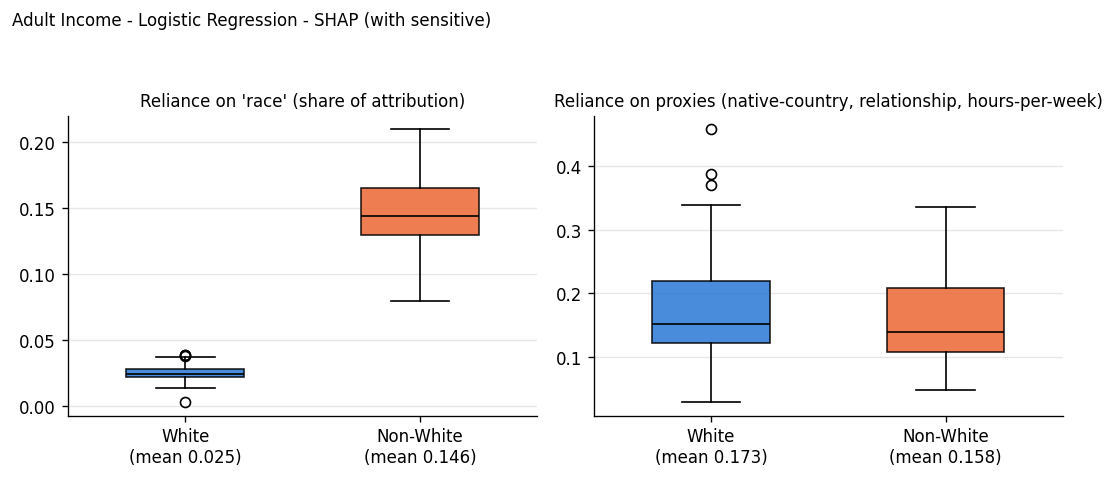 Adult Income - Logistic Regression - SHAP (with sensitive)
Reliance on 'race' (share of attribution)
0.20
0.15
0.10
0.05
0.00
White
(mean 0.025)
Non-White
(mean 0.146)
Reliance on proxies (native-country, relationship, hours-per-week)
0.4
0.3
0.2
0.1
White
(mean 0.173)
Non-White
(mean 0.158)